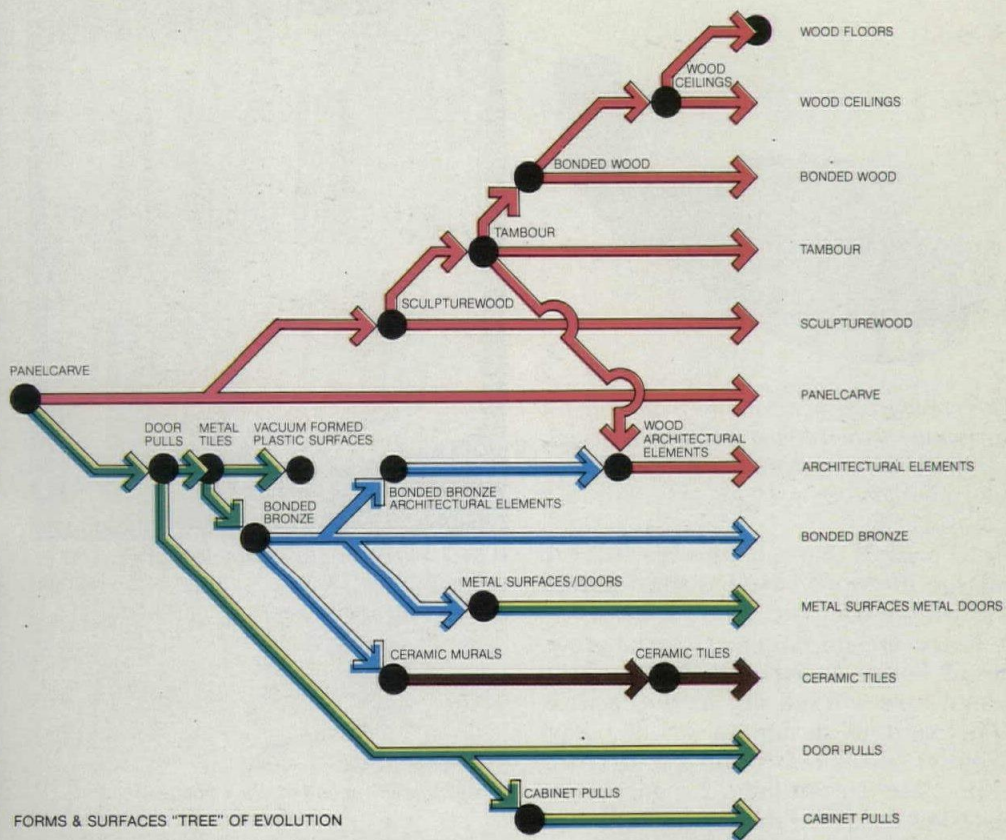 WOOD FLOORS
WOOD
CEILINGS
WOOD CEILINGS
BONDED WOOD
BONDED WOOD
TAMBOUR
TAMBOUR
SCULPTUREWOOD
SCULPTUREWOOD
PANELCARVE
PANELCARVE
DOOR
PULLS
METAL
TILES
VACUUM FORMED
PLASTIC SURFACES
WOOD
ARCHITECTURAL
ELEMENTS
ARCHITECTURAL ELEMENTS
BONDED BRONZE
ARCHITECTURAL ELEMENTS
BONDED
BRONZE
BONDED BRONZE
METAL SURFACES/DOORS
METAL SURFACES METAL DOORS
CERAMIC MURALS
CERAMIC TILES
CERAMIC TILES
DOOR PULLS
CABINET PULLS
CABINET PULLS
FORMS & SURFACES "TREE" OF EVOLUTION